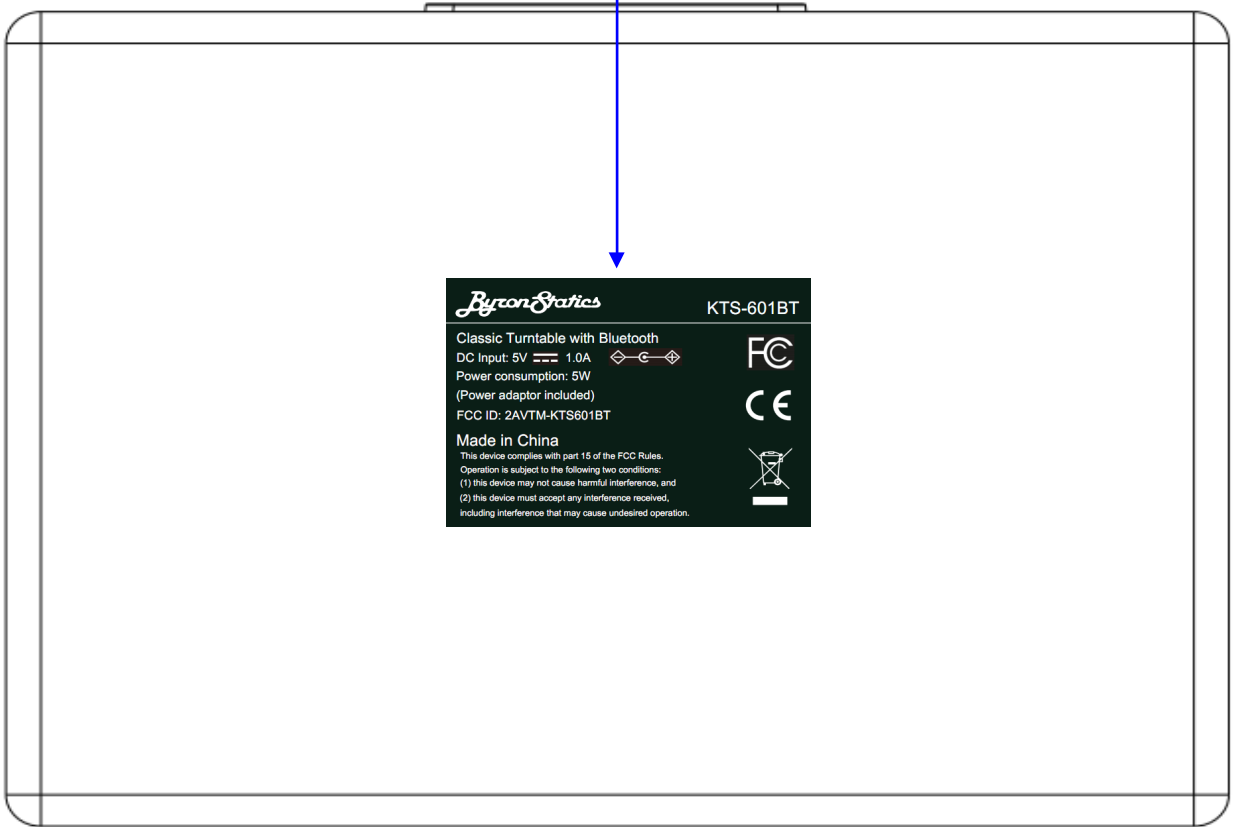 ByronStatics
KTS-601BT
Classic Turntable with Bluetooth
DC Input: 5V 1.0A
Power consumption: 5W
(Power adaptor included)
FCC ID: 2AVTM-KTS601BT
Made in China
This device complies with part 15 of the FCC Rules.
Operation is subject to the following two conditions:
(1) this device may not cause harmful interference, and
(2) this device must accept any interference received,
including interference that may cause undesired operation.
FC
CE